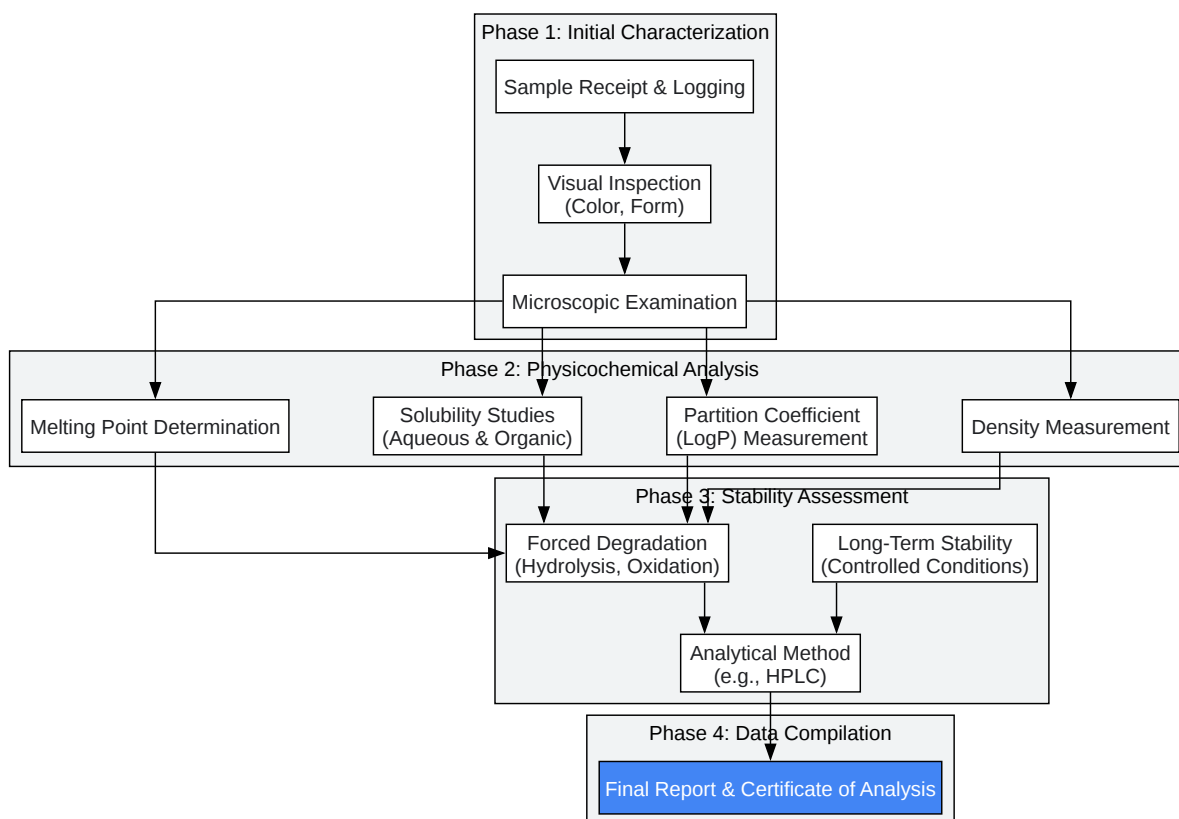 Phase 1: Initial Characterization
Sample Receipt & Logging
Visual Inspection
(Color, Form)
Microscopic Examination
Phase 2: Physicochemical Analysis
Melting Point Determination
Solubility Studies
(Aqueous & Organic)
Partition Coefficient
(LogP) Measurement
Density Measurement
Phase 3: Stability Assessment
Forced Degradation
(Hydrolysis, Oxidation)
Long-Term Stability
(Controlled Conditions)
Analytical Method
(e.g., HPLC)
Phase 4: Data Compilation
Final Report & Certificate of Analysis